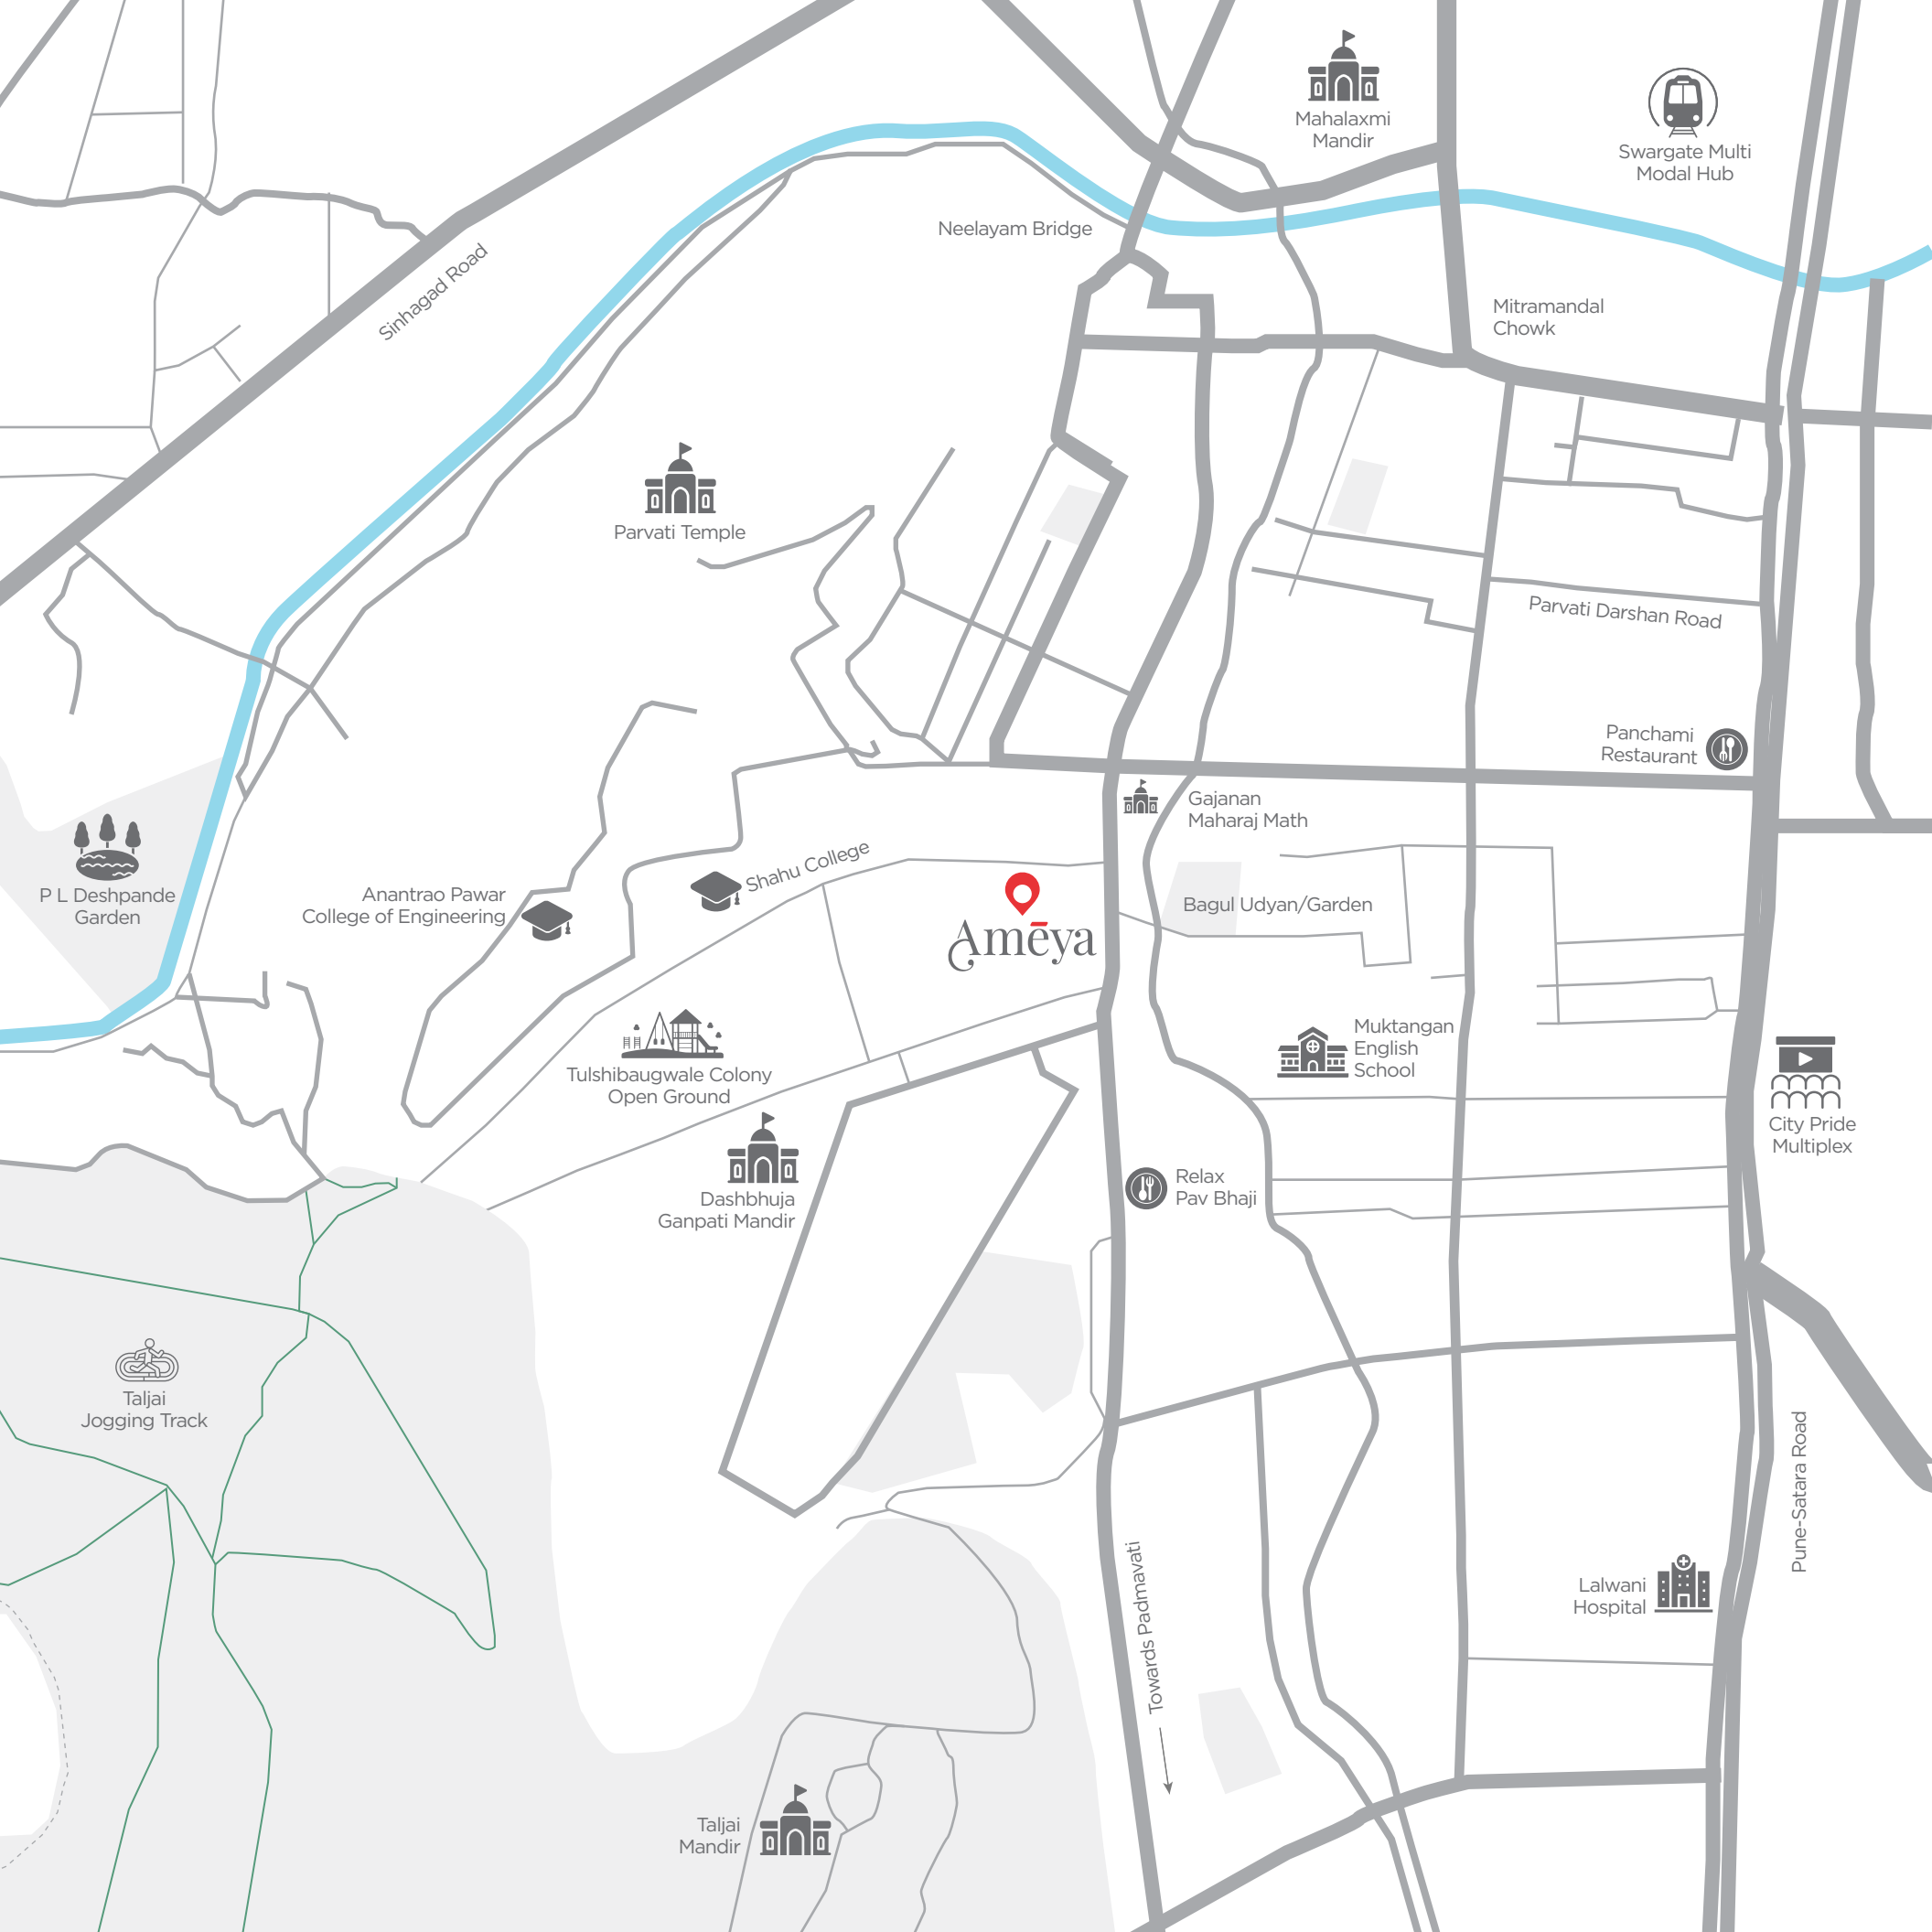 Mahalaxmi
Mandir
Swargate Multi
Modal Hub
Neelayam Bridge
Sinhagad Road
Mitramandal
Chowk
Parvati Temple
Parvati Darshan Road
Panchami
Restaurant
Gajanan
Maharaj Math
Shahu College
P L Deshpande
Garden
Anantrao Pawar
College of Engineering
Bagul Udyan/Garden
Amēya
Muktangan
English
School
Tulshibaugwale Colony
Open Ground
City Pride
Multiplex
Dashbhuja
Ganpati Mandir
Relax
Pav Bhaji
Taljai
Jogging Track
Pune-Satara Road
Towards Padmavati
Lalwani
Hospital
Taljai
Mandir